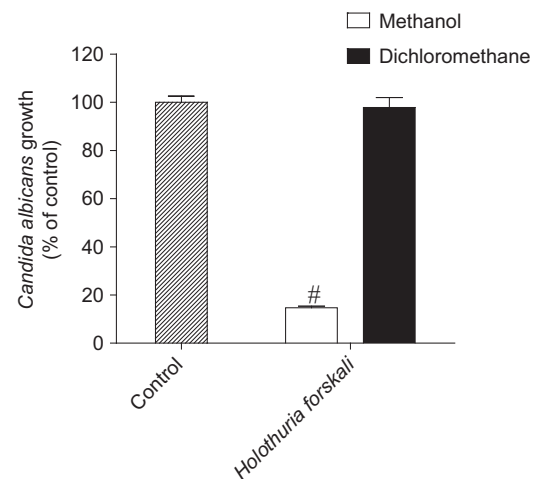 Methanol
Dichloromethane
Candida albicans growth
(% of control)
120
100
80
60
40
20
0
#
Control
Holothuria forskali